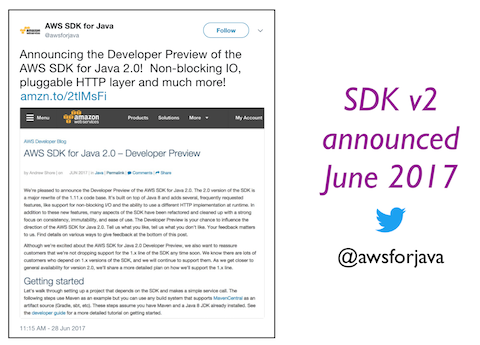 AWS SDK for Java
@awsforjava
Follow
Announcing the Developer Preview of the
AWS SDK for Java 2.0! Non-blocking IO,
pluggable HTTP layer and much more!
amzn.to/2tlMsFi
Menu
amazon
web services
Products
Solutions
More
My Account
AWS Developer Blog
AWS SDK for Java 2.0 – Developer Preview
by Andrew Shore | on JUN 2017 | in Java | Permalink | Comments | Share
We're pleased to announce the Developer Preview of the AWS SDK for Java 2.0. The 2.0 version of the SDK is
a major rewrite of the 1.11.x code base. It's built on top of Java 8 and adds several, frequently requested
features, like support for non-blocking I/O and the ability to use a different HTTP implementation at runtime. In
addition to these new features, many aspects of the SDK have been refactored and cleaned up with a strong
focus on consistency, immutability, and ease of use. The Developer Preview is your chance to influence the
direction of the AWS SDK for Java 2.0. Tell us what you like, tell us what you don't like. Your feedback matters
to us. Find details on various ways to give feedback at the bottom of this post.
Although we're excited about the AWS SDK for Java 2.0 Developer Preview, we also want to reassure
customers that we're not dropping support for the 1.x line of the SDK any time soon. We know there are lots of
customers who depend on 1.x versions of the SDK, and we will continue to support them. As we get closer to
general availability for version 2.0, we'll share a more detailed plan on how we'll support the 1.x line.
Getting started
Let's walk through setting up a project that depends on the SDK and makes a simple service call. The
following steps use Maven as an example but you can use any build system that supports MavenCentral as an
artifact source (Gradle, sbt, etc). These steps assume you have Maven and a Java 8 JDK already installed. See
the developer guide for a more detailed tutorial on getting started.
11:15 AM - 28 Jun 2017
SDK v2
announced
June 2017
@awsforjava